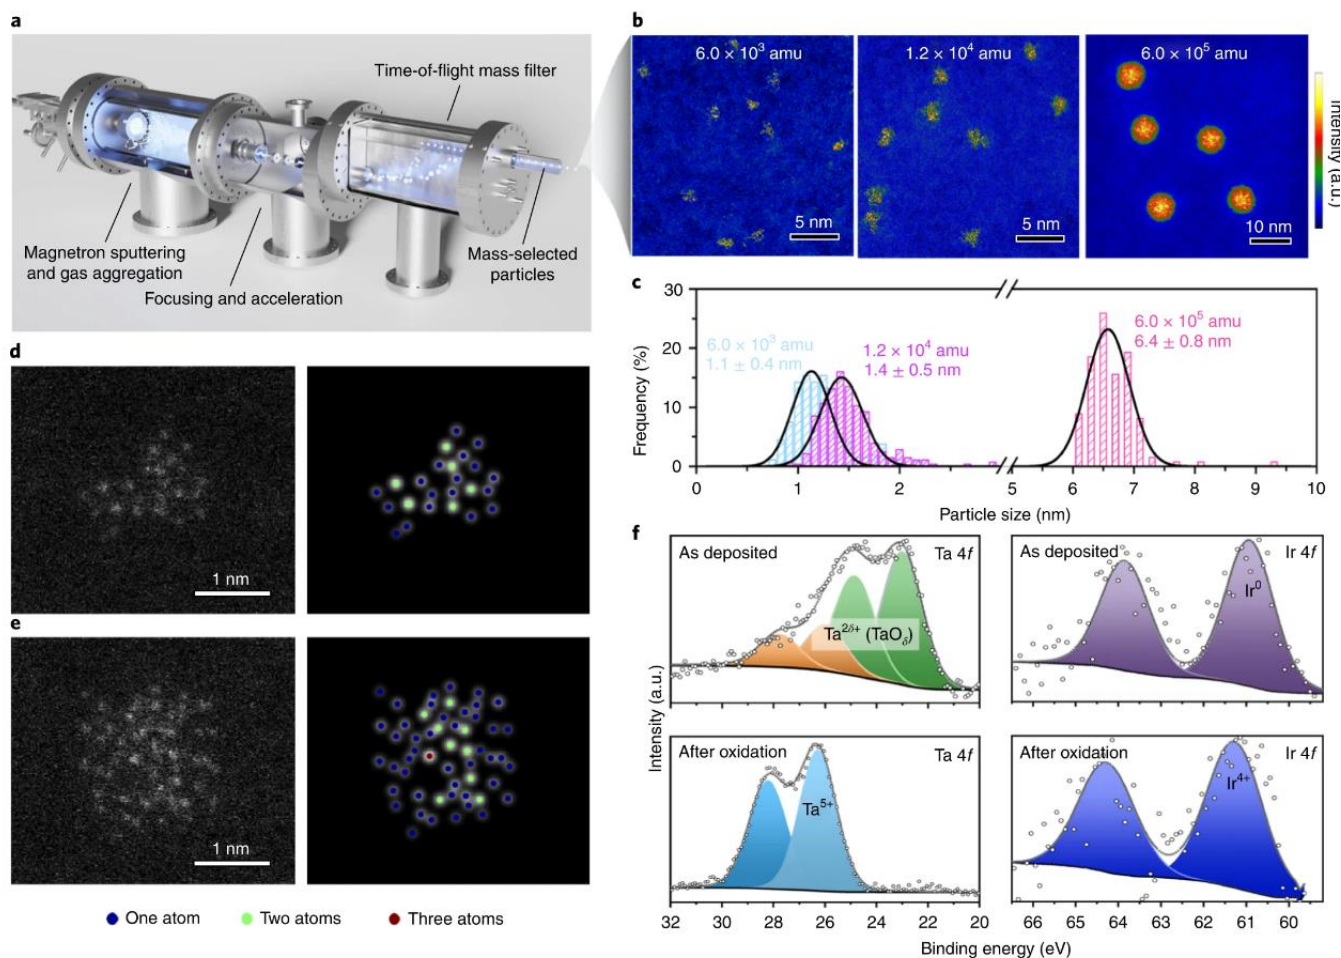 a
Time-of-flight mass filter
Magnetron sputtering
and gas aggregation
Focusing and acceleration
Mass-selected
particles
b
6.0 × 10³ amu
5 nm
1.2 × 10⁴ amu
5 nm
6.0 × 10⁵ amu
10 nm
Intensity (a.u.)
c
Frequency (%)
30
20
10
0
6.0 × 10³ amu
1.1 ± 0.4 nm
1.2 × 10⁴ amu
1.4 ± 0.5 nm
6.0 × 10⁵ amu
6.4 ± 0.8 nm
0 1 2 5 6 7 8 9 10
Particle size (nm)
d
1 nm
e
1 nm
One atom
Two atoms
Three atoms
f
Intensity (a.u.)
As deposited
Ta 4f
Ta²ᵟ⁺ (TaOδ)
As deposited
Ir 4f
Ir⁰
After oxidation
Ta 4f
Ta⁵⁺
After oxidation
Ir 4f
Ir⁴⁺
32 30 28 26 24 22 20
66 65 64 63 62 61 60
Binding energy (eV)